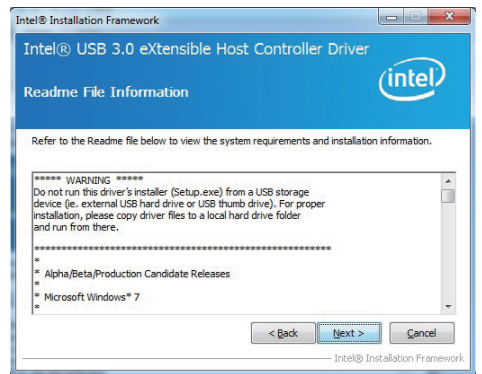 Intel® Installation Framework
Intel® USB 3.0 eXtensible Host Controller Driver
Readme File Information
intel®
Refer to the Readme file below to view the system requirements and installation information.
***** WARNING *****
Do not run this driver's installer (Setup.exe) from a USB storage
device (ie. external USB hard drive or USB thumb drive). For proper
installation, please copy driver files to a local hard drive folder
and run from there.
************************************************************
*
* Alpha/Beta/Production Candidate Releases
*
* Microsoft Windows* 7
*
< Back
Next >
Cancel
Intel® Installation Framework